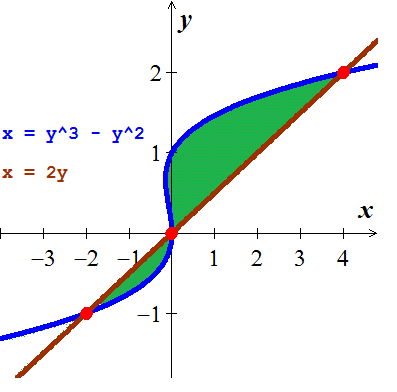 y
2
x = y^3 - y^2
1
x = 2y
x
−3 −2 −1 1 2 3 4
−1